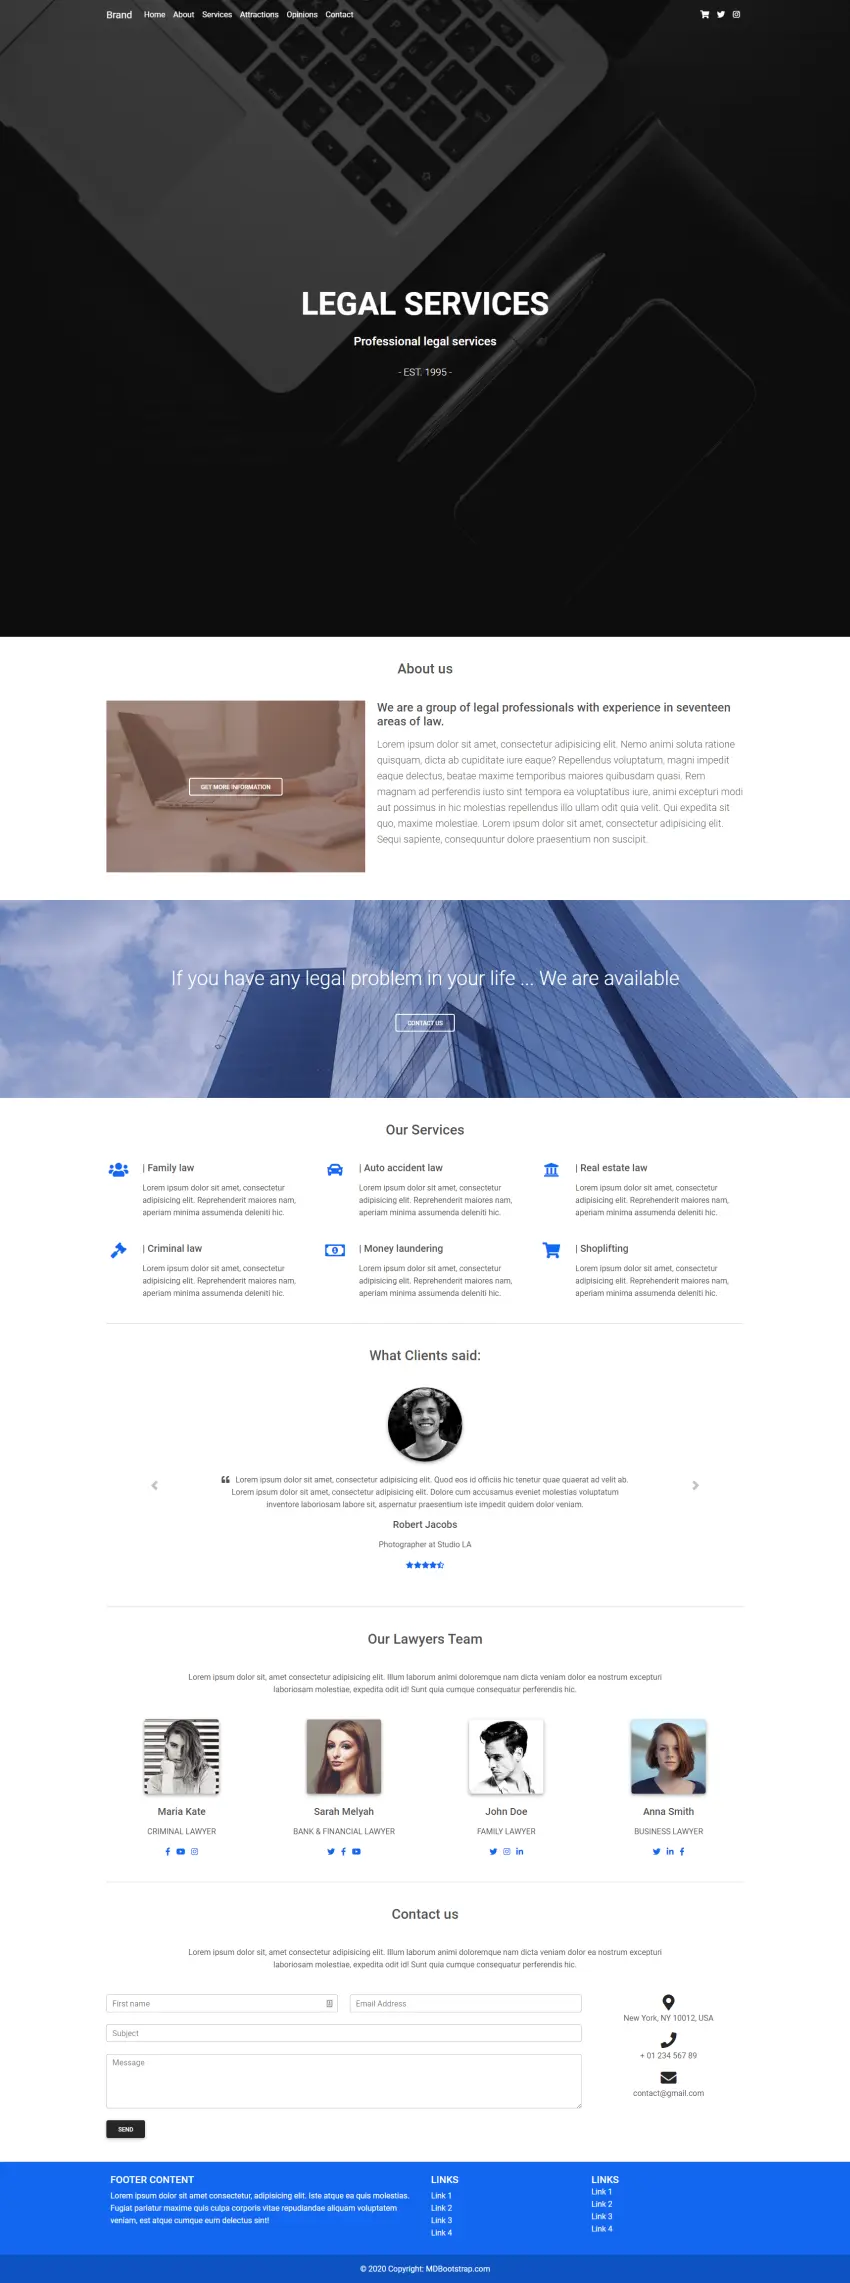 Brand Home About Services Attractions Opinions Contact
LEGAL SERVICES
Professional legal services
- EST. 1995 -
About us
GET MORE INFORMATION
We are a group of legal professionals with experience in seventeen
areas of law.
Lorem ipsum dolor sit amet, consectetur adipisicing elit. Nemo animi soluta ratione
quisquam, dicta ab cupiditate iure eaque? Repellendus voluptatum, magni impedit
eaque delectus, beatae maxime temporibus maiores quibusdam quasi. Rem
magnam ad perferendis iusto sint tempora ea voluptatibus iure, animi excepturi modi
aut possimus in hic molestias repellendus illo ullam odit quia velit. Qui expedita sit
quo, maxime molestiae. Lorem ipsum dolor sit amet, consectetur adipisicing elit.
Sequi sapiente, consequuntur dolore praesentium non suscipit.
If you have any legal problem in your life ... We are available
CONTACT US
Our Services
| Family law
Lorem ipsum dolor sit amet, consectetur
adipisicing elit. Reprehenderit maiores nam,
aperiam minima assumenda deleniti hic.
| Auto accident law
Lorem ipsum dolor sit amet, consectetur
adipisicing elit. Reprehenderit maiores nam,
aperiam minima assumenda deleniti hic.
| Real estate law
Lorem ipsum dolor sit amet, consectetur
adipisicing elit. Reprehenderit maiores nam,
aperiam minima assumenda deleniti hic.
| Criminal law
Lorem ipsum dolor sit amet, consectetur
adipisicing elit. Reprehenderit maiores nam,
aperiam minima assumenda deleniti hic.
| Money laundering
Lorem ipsum dolor sit amet, consectetur
adipisicing elit. Reprehenderit maiores nam,
aperiam minima assumenda deleniti hic.
| Shoplifting
Lorem ipsum dolor sit amet, consectetur
adipisicing elit. Reprehenderit maiores nam,
aperiam minima assumenda deleniti hic.
What Clients said:
Lorem ipsum dolor sit amet, consectetur adipisicing elit. Quod eos id officiis hic tenetur quae quaerat ad velit ab.
Lorem ipsum dolor sit amet, consectetur adipisicing elit. Dolore cum accusamus eveniet molestias voluptatum
inventore laboriosam labore sit, aspernatur praesentium iste impedit quidem dolor veniam.
Robert Jacobs
Photographer at Studio LA
Our Lawyers Team
Lorem ipsum dolor sit, amet consectetur adipisicing elit. Illum laborum animi doloremque nam dicta veniam dolor ea nostrum excepturi
laboriosam molestiae, expedita odit id! Sunt quia cumque consequatur perferendis hic.
Maria Kate
CRIMINAL LAWYER
Sarah Melyah
BANK & FINANCIAL LAWYER
John Doe
FAMILY LAWYER
Anna Smith
BUSINESS LAWYER
Contact us
Lorem ipsum dolor sit, amet consectetur adipisicing elit. Illum laborum animi doloremque nam dicta veniam dolor ea nostrum excepturi
laboriosam molestiae, expedita odit id! Sunt quia cumque consequatur perferendis hic.
First name
Email Address
Subject
Message
SEND
New York, NY 10012, USA
+ 01 234 567 89
contact@gmail.com
FOOTER CONTENT
Lorem ipsum dolor sit amet consectetur, adipisicing elit. Iste atque ea quis molestias.
Fugiat pariatur maxime quis culpa corporis vitae repudiandae aliquam voluptatem
veniam, est atque cumque eum delectus sint!
LINKS
Link 1
Link 2
Link 3
Link 4
LINKS
Link 1
Link 2
Link 3
Link 4
© 2020 Copyright: MDBootstrap.com